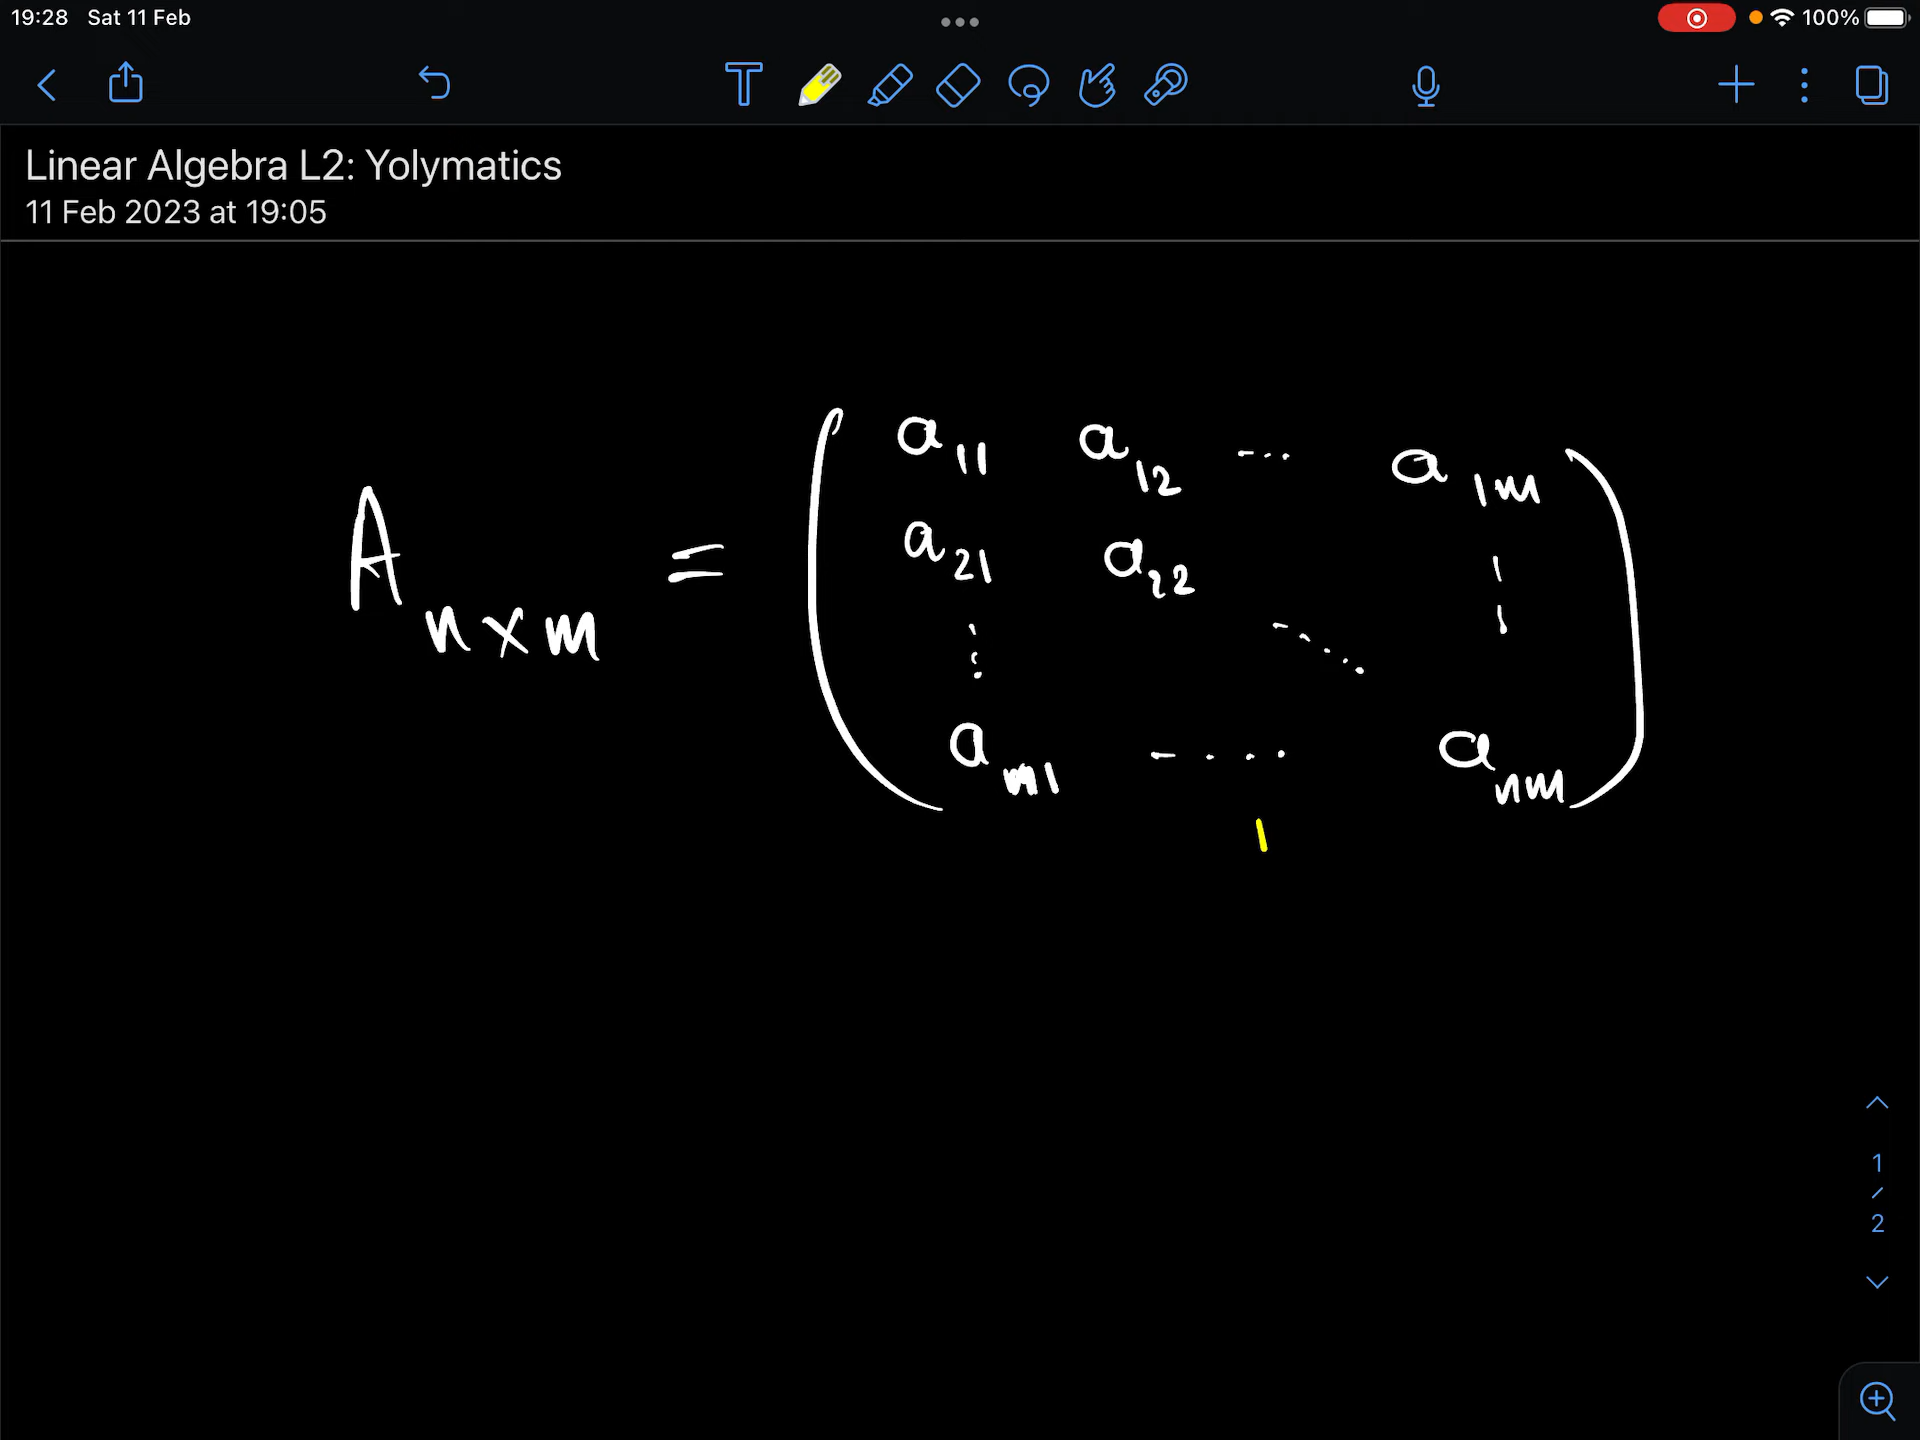 19:28 Sat 11 Feb 100%
Linear Algebra L2: Yolymatics
11 Feb 2023 at 19:05
a11 a12 ... a1m
A n×m = a21 a22
am1 .... anm
1
/
2